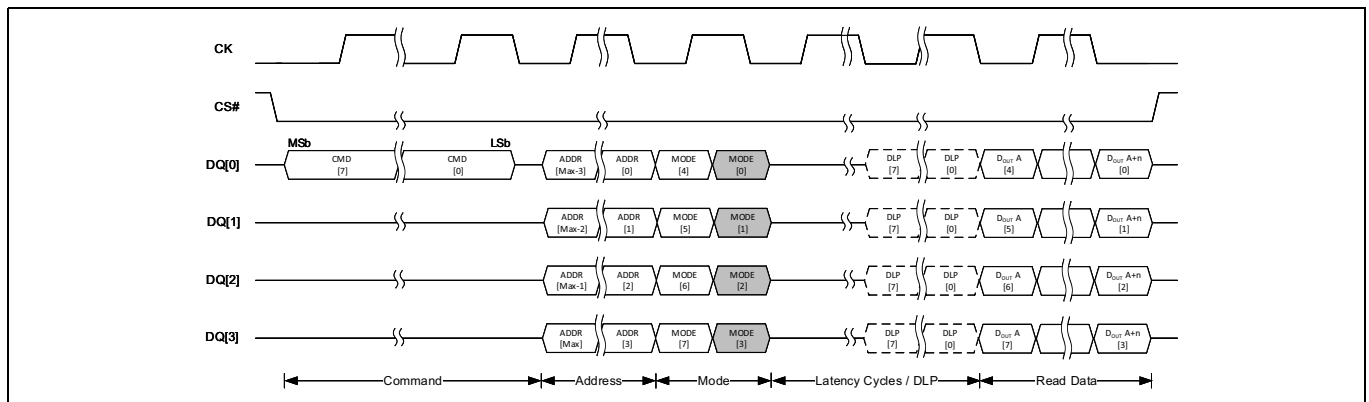 CK
CS#
MSb LSb
DQ[0] CMD CMD ADDR ADDR MODE MODE DLP DLP DOUT A DOUT A+n
[7] [0] [Max-3] [0] [4] [0] [7] [0] [4] [0]
DQ[1] ADDR ADDR MODE MODE DLP DLP DOUT A DOUT A+n
[Max-2] [1] [5] [1] [7] [0] [5] [1]
DQ[2] ADDR ADDR MODE MODE DLP DLP DOUT A DOUT A+n
[Max-1] [2] [6] [2] [7] [0] [6] [2]
DQ[3] ADDR ADDR MODE MODE DLP DLP DOUT A DOUT A+n
[Max] [3] [7] [3] [7] [0] [7] [3]
Command Address Mode Latency Cycles / DLP Read Data